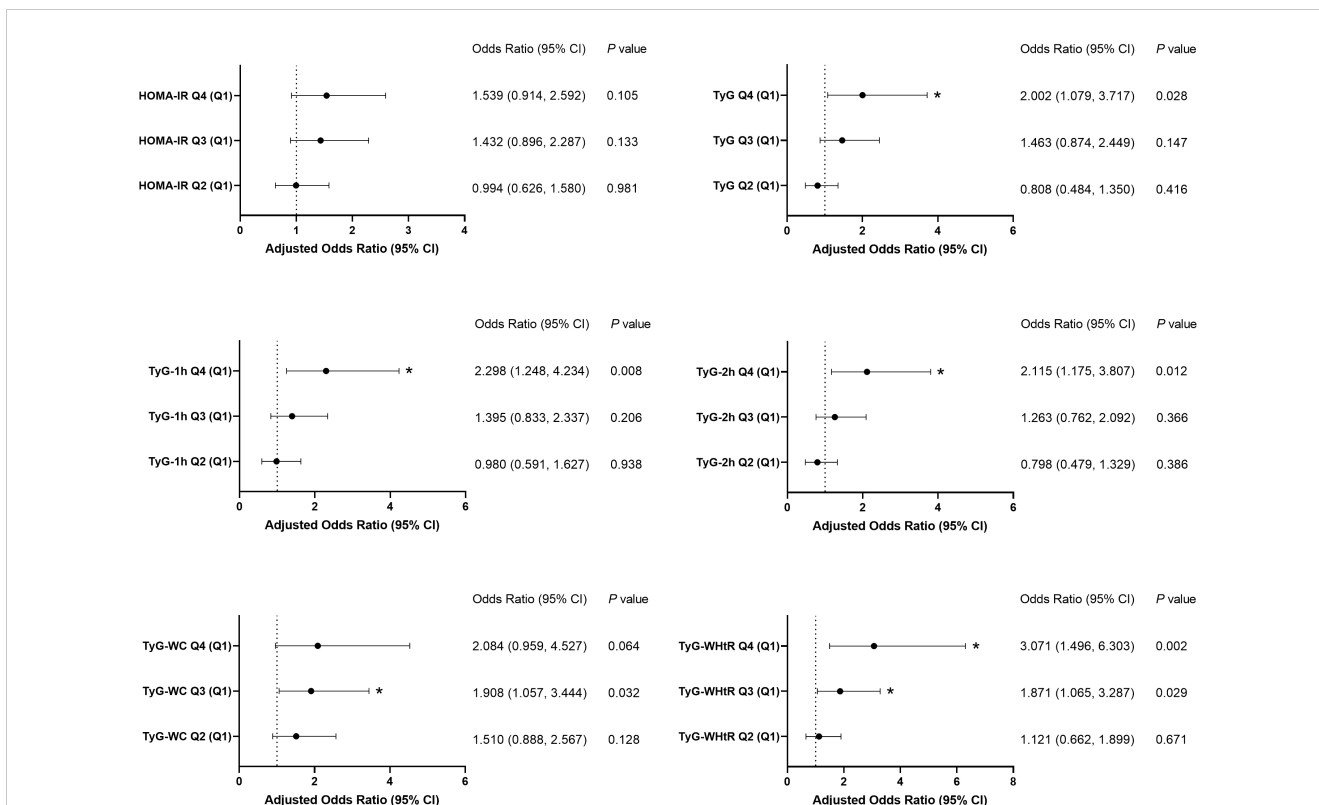 Odds Ratio (95% CI) P value
HOMA-IR Q4 (Q1) 1.539 (0.914, 2.592) 0.105
HOMA-IR Q3 (Q1) 1.432 (0.896, 2.287) 0.133
HOMA-IR Q2 (Q1) 0.994 (0.626, 1.580) 0.981
0 1 2 3 4
Adjusted Odds Ratio (95% CI)
Odds Ratio (95% CI) P value
TyG Q4 (Q1) * 2.002 (1.079, 3.717) 0.028
TyG Q3 (Q1) 1.463 (0.874, 2.449) 0.147
TyG Q2 (Q1) 0.808 (0.484, 1.350) 0.416
0 2 4 6
Adjusted Odds Ratio (95% CI)
Odds Ratio (95% CI) P value
TyG-1h Q4 (Q1) * 2.298 (1.248, 4.234) 0.008
TyG-1h Q3 (Q1) 1.395 (0.833, 2.337) 0.206
TyG-1h Q2 (Q1) 0.980 (0.591, 1.627) 0.938
0 2 4 6
Adjusted Odds Ratio (95% CI)
Odds Ratio (95% CI) P value
TyG-2h Q4 (Q1) * 2.115 (1.175, 3.807) 0.012
TyG-2h Q3 (Q1) 1.263 (0.762, 2.092) 0.366
TyG-2h Q2 (Q1) 0.798 (0.479, 1.329) 0.386
0 2 4 6
Adjusted Odds Ratio (95% CI)
Odds Ratio (95% CI) P value
TyG-WC Q4 (Q1) 2.084 (0.959, 4.527) 0.064
TyG-WC Q3 (Q1) * 1.908 (1.057, 3.444) 0.032
TyG-WC Q2 (Q1) 1.510 (0.888, 2.567) 0.128
0 2 4 6
Adjusted Odds Ratio (95% CI)
Odds Ratio (95% CI) P value
TyG-WHtR Q4 (Q1) * 3.071 (1.496, 6.303) 0.002
TyG-WHtR Q3 (Q1) * 1.871 (1.065, 3.287) 0.029
TyG-WHtR Q2 (Q1) 1.121 (0.662, 1.899) 0.671
0 2 4 6 8
Adjusted Odds Ratio (95% CI)